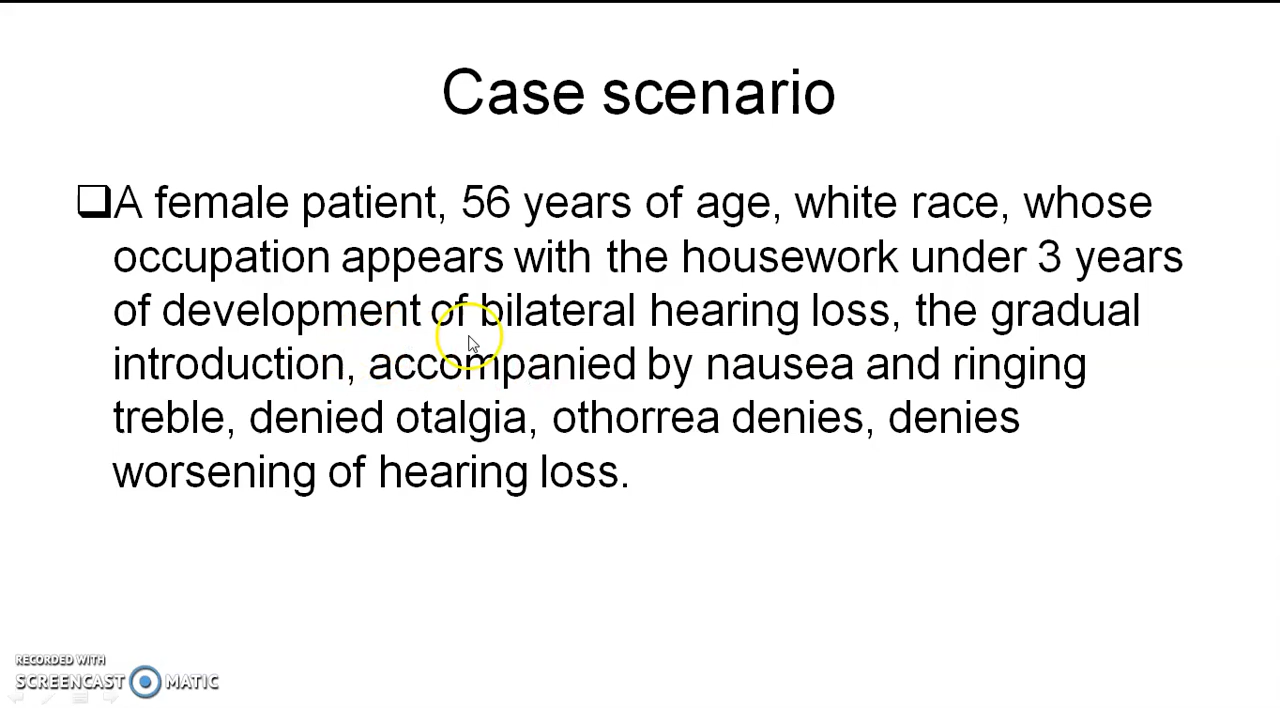 Case scenario
A female patient, 56 years of age, white race, whose
occupation appears with the housework under 3 years
of development of bilateral hearing loss, the gradual
introduction, accompanied by nausea and ringing
treble, denied otalgia, othorrea denies, denies
worsening of hearing loss.
RECORDED WITH
SCREENCAST MATIC